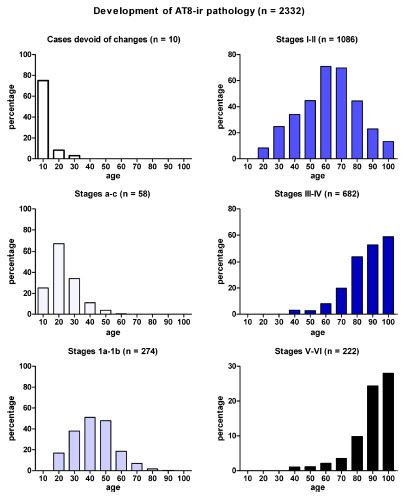 Development of AT8-ir pathology (n = 2332)
Cases devoid of changes (n = 10)
percentage
100
80
60
40
20
0
10 20 30 40 50 60 70 80 90 100
age
Stages I-II (n = 1086)
percentage
80
60
40
20
0
10 20 30 40 50 60 70 80 90 100
age
Stages a-c (n = 58)
percentage
100
80
60
40
20
0
10 20 30 40 50 60 70 80 90 100
age
Stages III-IV (n = 682)
percentage
80
60
40
20
0
10 20 30 40 50 60 70 80 90 100
age
Stages 1a-1b (n = 274)
percentage
100
80
60
40
20
0
10 20 30 40 50 60 70 80 90 100
age
Stages V-VI (n = 222)
percentage
30
20
10
0
10 20 30 40 50 60 70 80 90 100
age